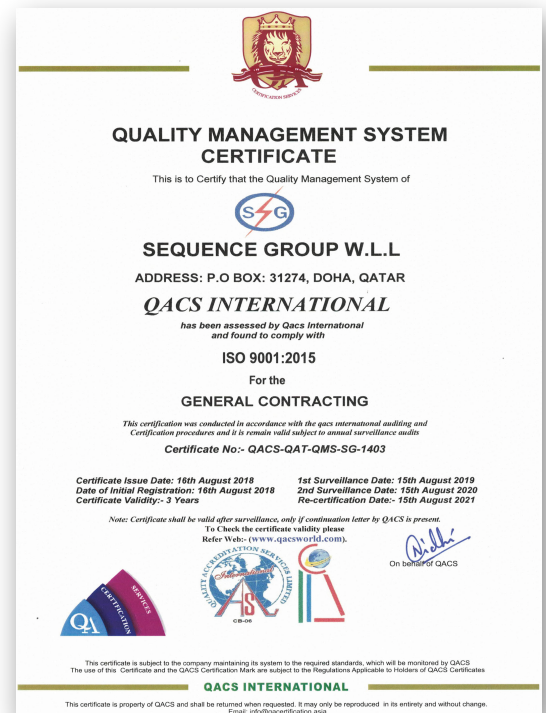 CERTIFICATION SERVICES
QUALITY MANAGEMENT SYSTEM
CERTIFICATE
This is to Certify that the Quality Management System of
S G
SEQUENCE GROUP W.L.L
ADDRESS: P.O BOX: 31274, DOHA, QATAR
QACS INTERNATIONAL
has been assessed by Qacs International
and found to comply with
ISO 9001:2015
For the
GENERAL CONTRACTING
This certification was conducted in accordance with the qacs international auditing and
Certification procedures and it is remain valid subject to annual surveillance audits
Certificate No:- QACS-QAT-QMS-SG-1403
Certificate Issue Date: 16th August 2018
Date of Initial Registration: 16th August 2018
Certificate Validity:- 3 Years
1st Surveillance Date: 15th August 2019
2nd Surveillance Date: 15th August 2020
Re-certification Date:- 15th August 2021
Note: Certificate shall be valid after surveillance, only if continuation letter by QACS is present.
To Check the certificate validity please
Refer Web:- (www.qacsworld.com).
Nidhi
On behalf of QACS
QUALITY ACCREDITATION SERVICES LIMITED
International
CB-06
QA
CERTIFICATION
SERVICES
This certificate is subject to the company maintaining its system to the required standards, which will be monitored by QACS
The use of this Certificate and the QACS Certification Mark are subject to the Regulations Applicable to Holders of QACS Certificates
QACS INTERNATIONAL
This certificate is property of QACS and shall be returned when requested. It may only be reproduced in its entirety and without change.